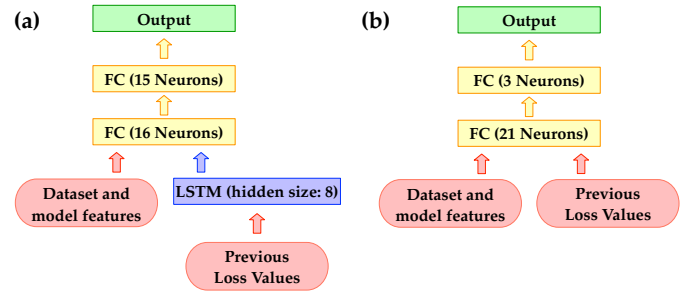 (a)
Output
FC (15 Neurons)
FC (16 Neurons)
Dataset and
model features
LSTM (hidden size: 8)
Previous
Loss Values
(b)
Output
FC (3 Neurons)
FC (21 Neurons)
Dataset and
model features
Previous
Loss Values